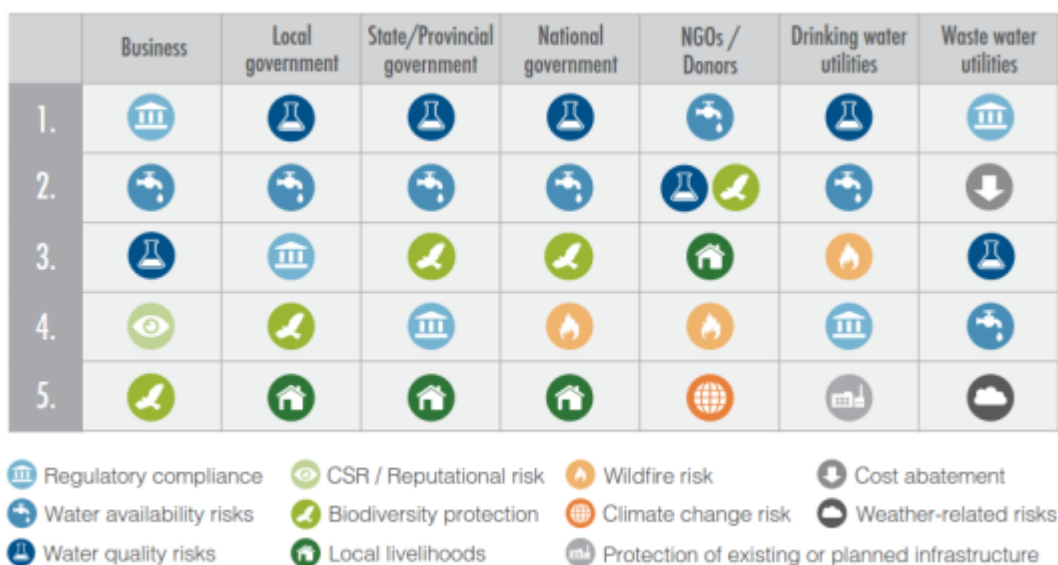 Business Local government State/Provincial government National government NGOs / Donors Drinking water utilities Waste water utilities
1.
2.
3.
4.
5.
Regulatory compliance CSR / Reputational risk Wildfire risk Cost abatement
Water availability risks Biodiversity protection Climate change risk Weather-related risks
Water quality risks Local livelihoods Protection of existing or planned infrastructure